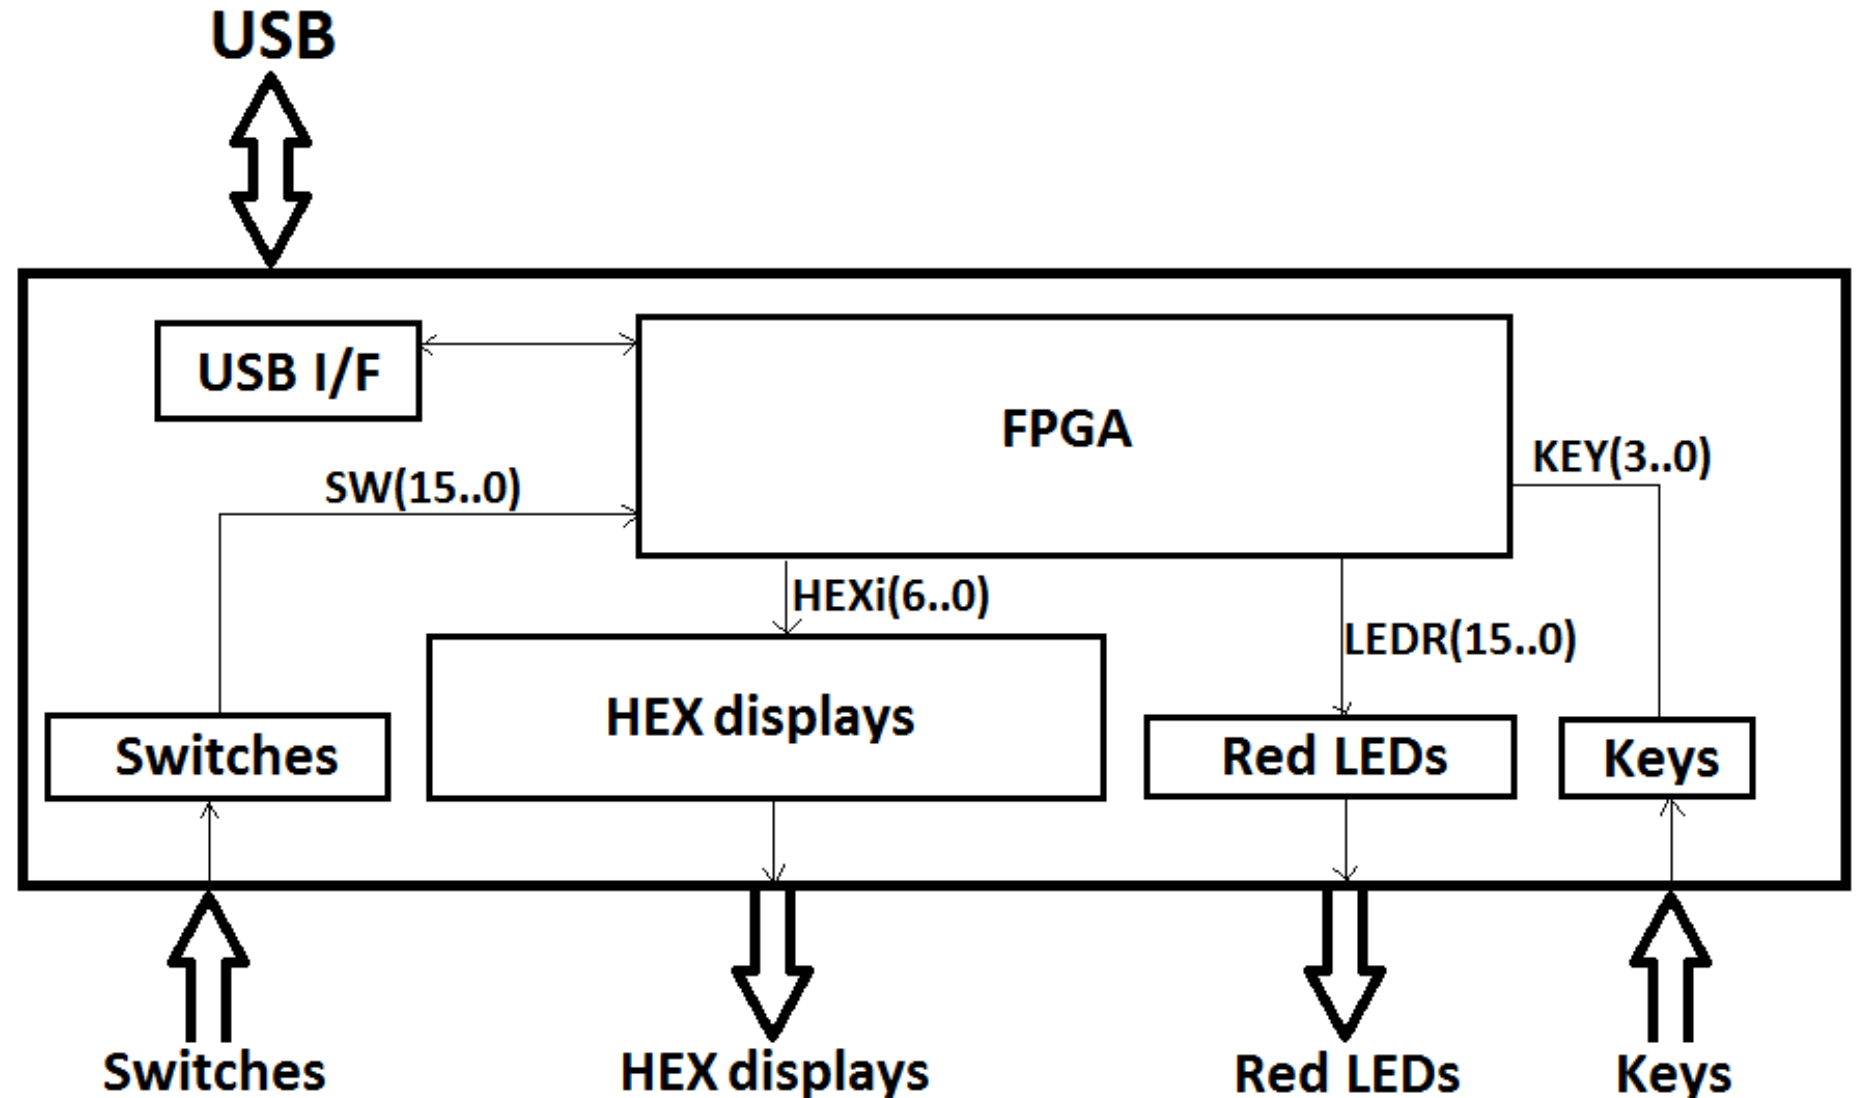 USB
USB I/F
FPGA
KEY(3..0)
SW(15..0)
HEXi(6..0)
LEDR(15..0)
HEX displays
Switches
Red LEDs
Keys
Switches
HEX displays
Red LEDs
Keys